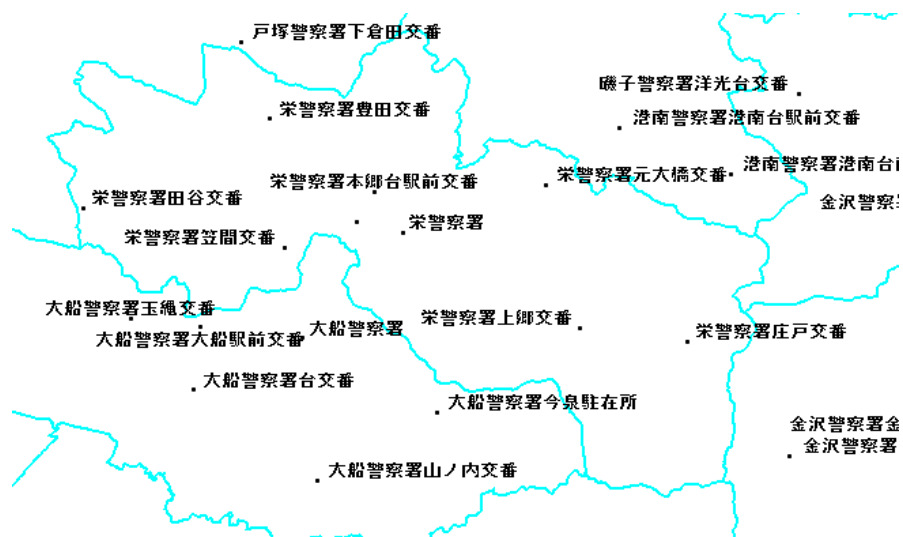 戸塚警察署下倉田交番
磯子警察署洋光台交番
栄警察署豊田交番
港南警察署港南台駅前交番
港南警察署港南台
栄警察署本郷台駅前交番
栄警察署元大橋交番
栄警察署田谷交番
金沢警察
栄警察署
栄警察署笠間交番
大船警察署玉縄交番
栄警察署上郷交番
大船警察署
大船警察署大船駅前交番
栄警察署庄戸交番
大船警察署台交番
大船警察署今泉駐在所
金沢警察署金
金沢警察署
大船警察署山ノ内交番